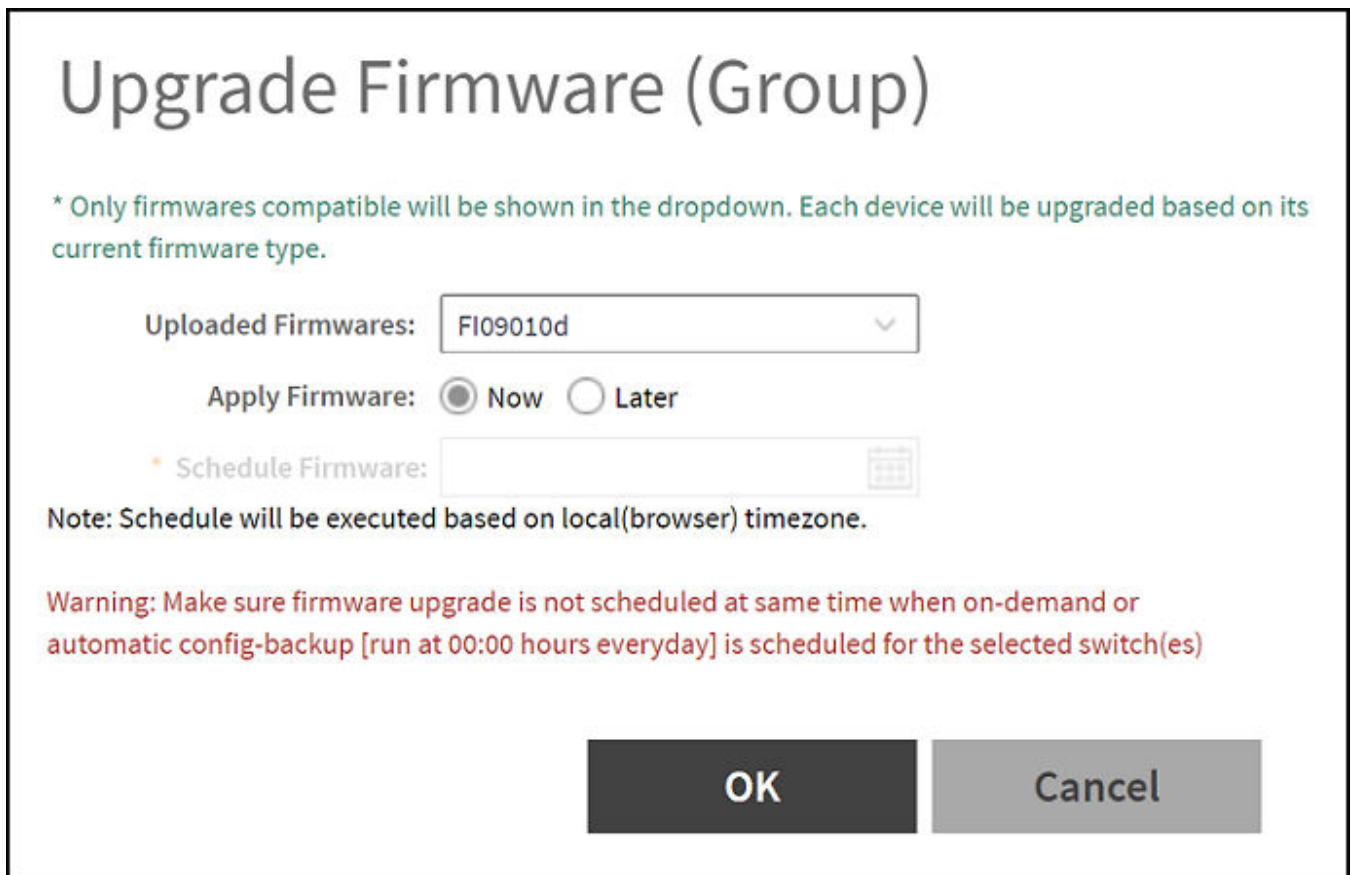 Upgrade Firmware (Group)
* Only firmwares compatible will be shown in the dropdown. Each device will be upgraded based on its
current firmware type.
Uploaded Firmwares: FI09010d
Apply Firmware: Now Later
* Schedule Firmware:
Note: Schedule will be executed based on local(browser) timezone.
Warning: Make sure firmware upgrade is not scheduled at same time when on-demand or
automatic config-backup [run at 00:00 hours everyday] is scheduled for the selected switch(es)
OK Cancel